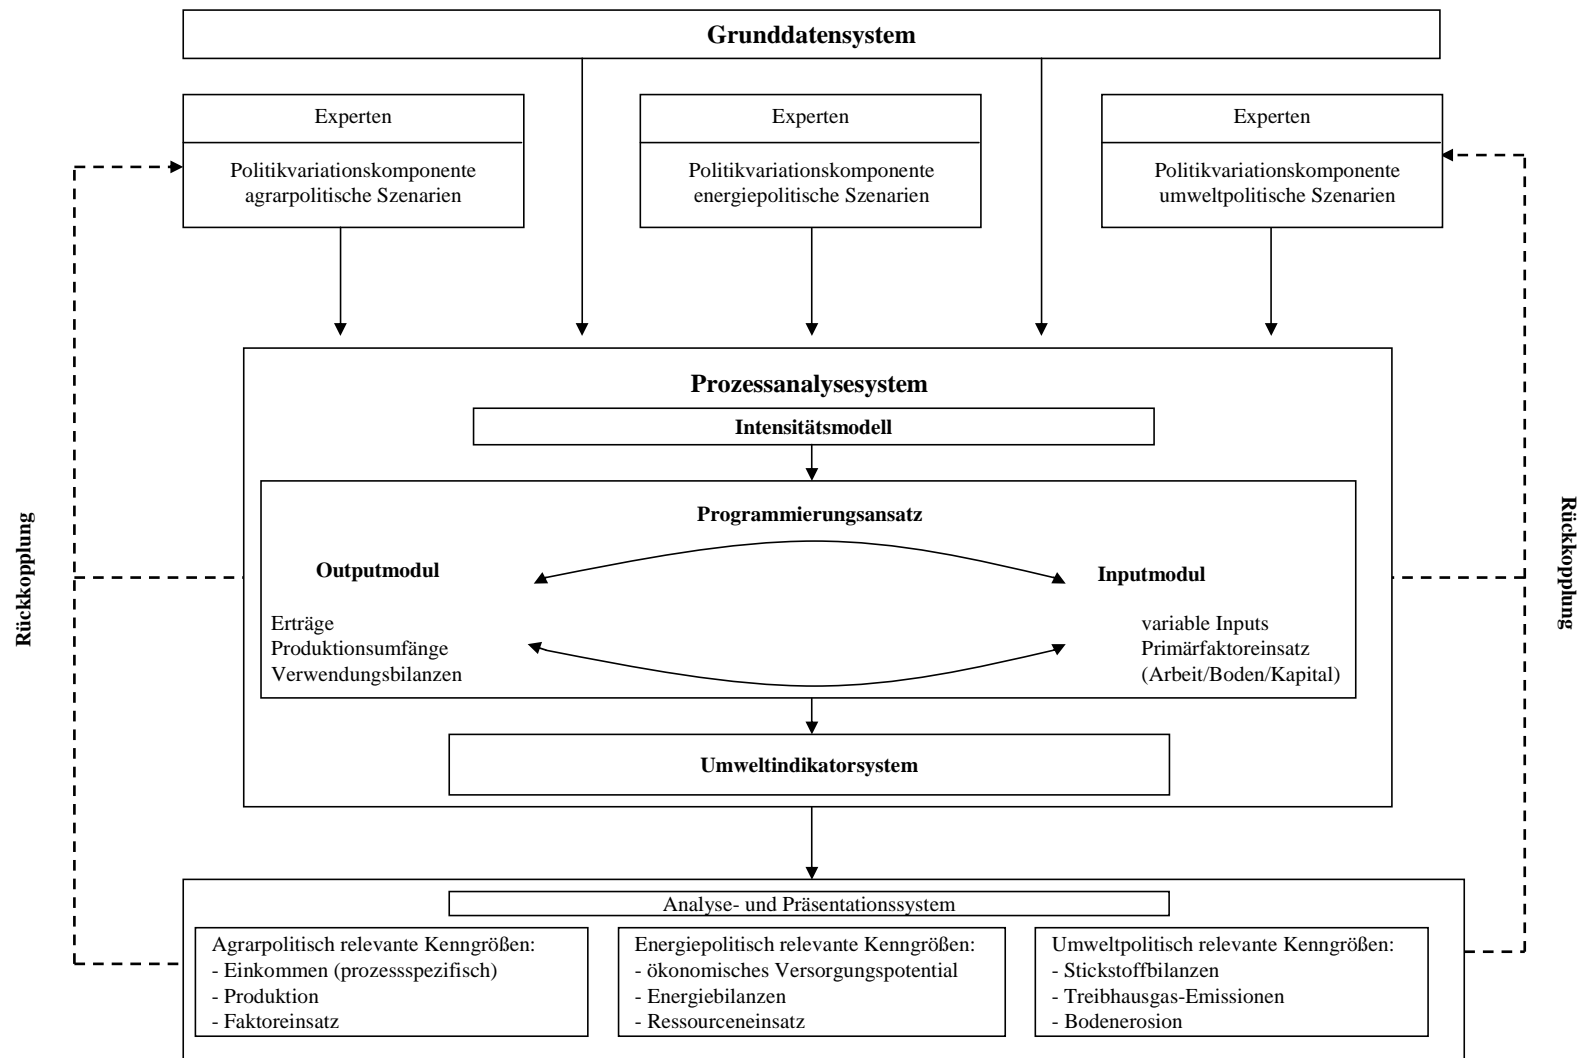 Grunddatensystem
Experten
Politikvariationskomponente
agrarpolitische Szenarien
Experten
Politikvariationskomponente
energiepolitische Szenarien
Experten
Politikvariationskomponente
umweltpolitische Szenarien
Prozessanalysesystem
Intensitätsmodell
Programmierungsansatz
Outputmodul
Erträge
Produktionsumfänge
Verwendungsbilanzen
Inputmodul
variable Inputs
Primärfaktoreinsatz
(Arbeit/Boden/Kapital)
Umweltindikatorsystem
Rückkopplung
Rückkopplung
Analyse- und Präsentationssystem
Agrarpolitisch relevante Kenngrößen:
- Einkommen (prozessspezifisch)
- Produktion
- Faktoreinsatz
Energiepolitisch relevante Kenngrößen:
- ökonomisches Versorgungspotential
- Energiebilanzen
- Ressourceneinsatz
Umweltpolitisch relevante Kenngrößen:
- Stickstoffbilanzen
- Treibhausgas-Emissionen
- Bodenerosion